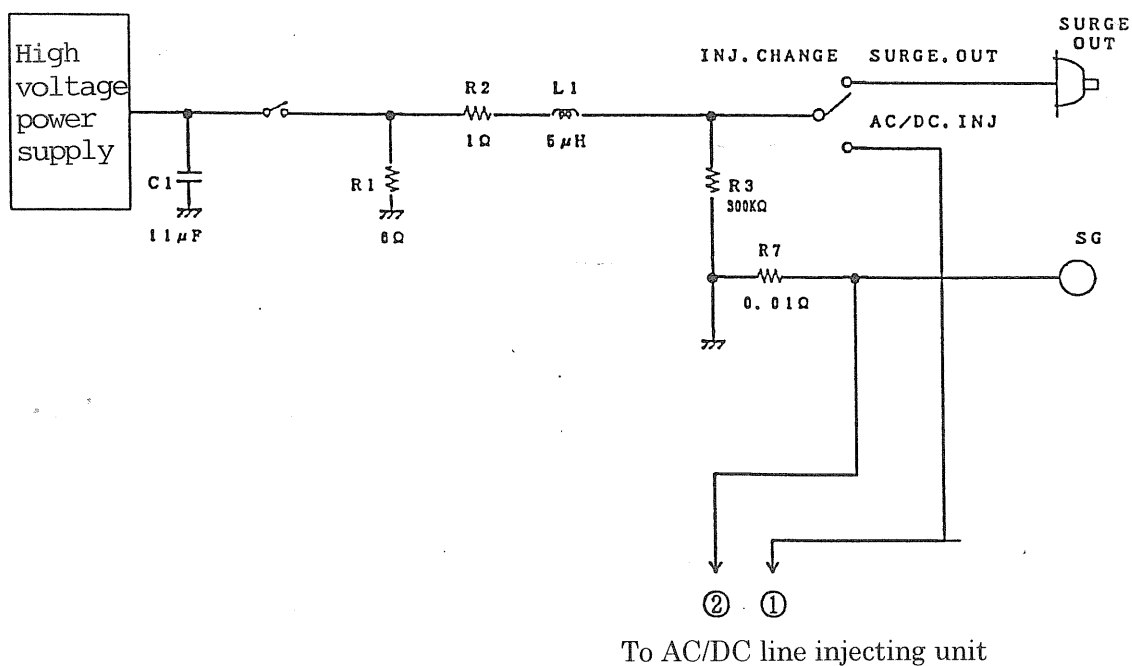 High
voltage
power
supply
C1
11μF
R1
6Ω
R2
1Ω
L1
5μH
INJ.CHANGE
SURGE.OUT
SURGE
OUT
AC/DC.INJ
R3
300KΩ
R7
0.01Ω
SG
② ①
To AC/DC line injecting unit